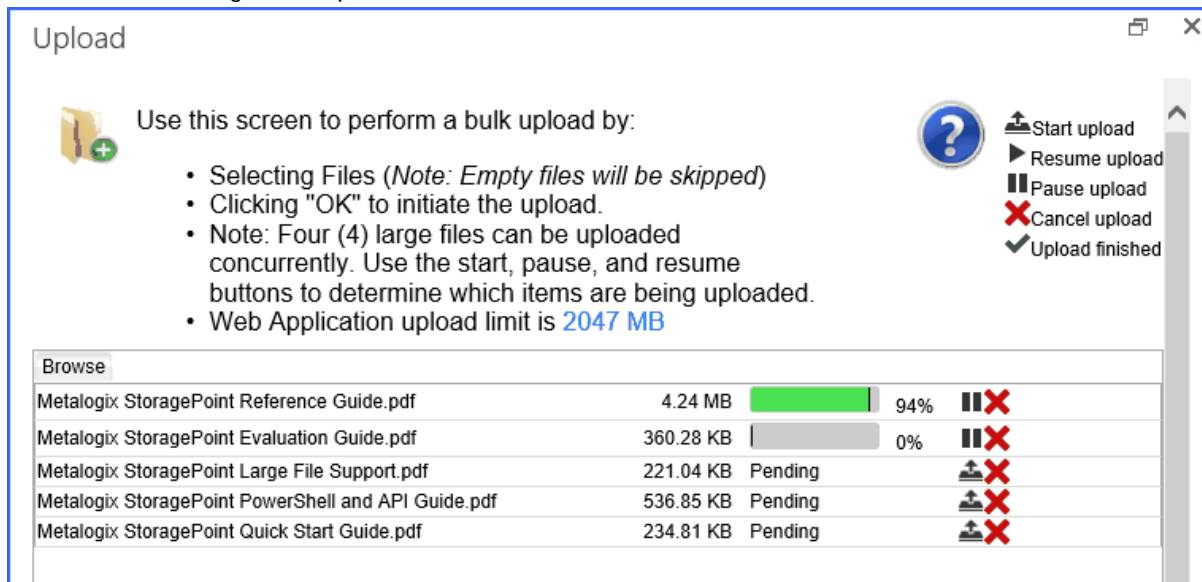 Upload
Use this screen to perform a bulk upload by:
• Selecting Files (Note: Empty files will be skipped)
• Clicking "OK" to initiate the upload.
• Note: Four (4) large files can be uploaded
concurrently. Use the start, pause, and resume
buttons to determine which items are being uploaded.
• Web Application upload limit is 2047 MB
?
Start upload
Resume upload
Pause upload
Cancel upload
Upload finished
Browse
Metalogix StoragePoint Reference Guide.pdf 4.24 MB 94%
Metalogix StoragePoint Evaluation Guide.pdf 360.28 KB 0%
Metalogix StoragePoint Large File Support.pdf 221.04 KB Pending
Metalogix StoragePoint PowerShell and API Guide.pdf 536.85 KB Pending
Metalogix StoragePoint Quick Start Guide.pdf 234.81 KB Pending